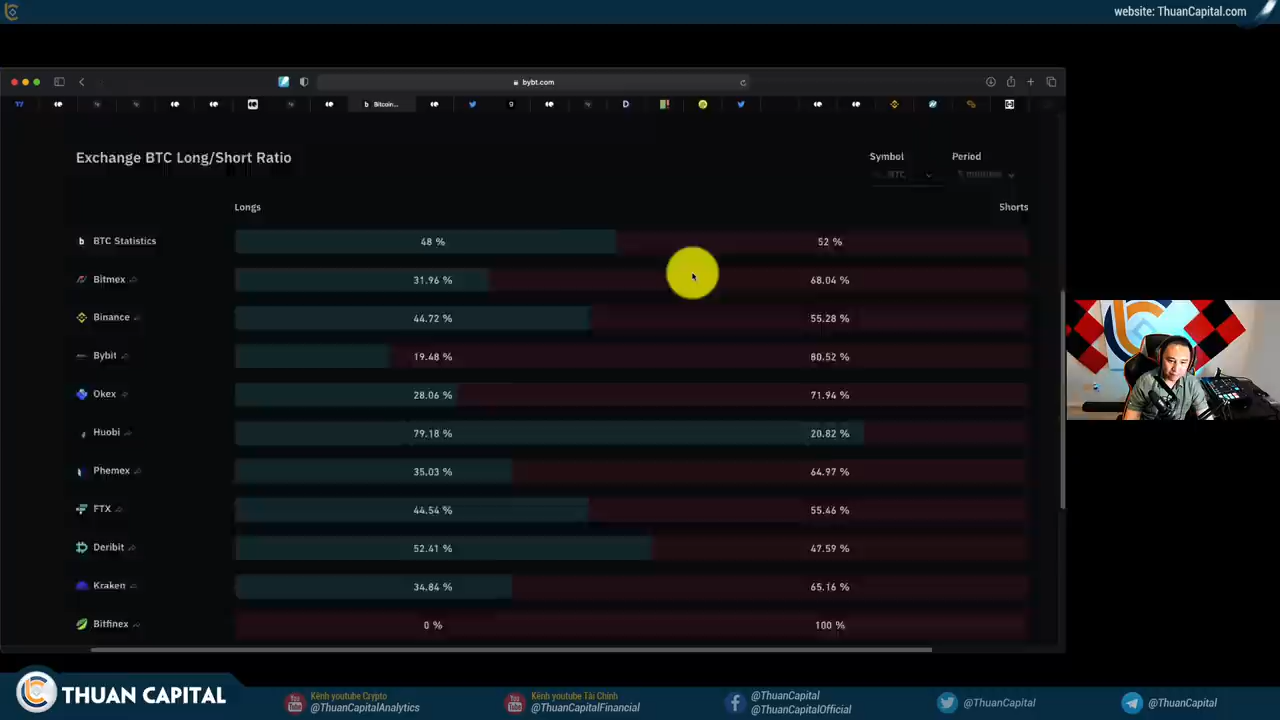 website: ThuanCapital.com
bybt.com
b Bitcoin...
Exchange BTC Long/Short Ratio
Symbol Period
BTC 5 minutes
Longs Shorts
BTC Statistics 48 % 52 %
Bitmex 31.96 % 68.04 %
Binance 44.72 % 55.28 %
Bybit 19.48 % 80.52 %
Okex 28.06 % 71.94 %
Huobi 79.18 % 20.82 %
Phemex 35.03 % 64.97 %
FTX 44.54 % 55.46 %
Deribit 52.41 % 47.59 %
Kraken 34.84 % 65.16 %
Bitfinex 0 % 100 %
THUAN CAPITAL
Kênh youtube Crypto
@ThuanCapitalAnalytics
Kênh youtube Tài Chính
@ThuanCapitalFinancial
@ThuanCapital
@ThuanCapitalOfficial
@ThuanCapital
@ThuanCapital